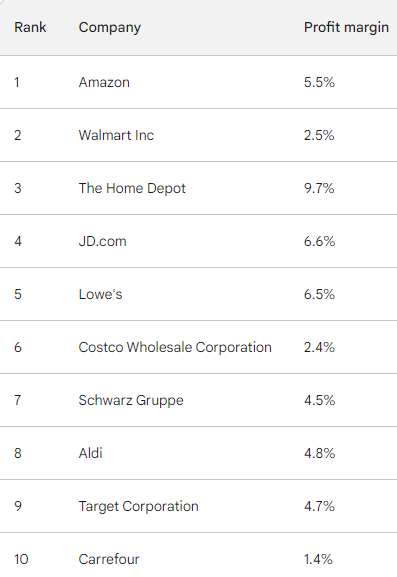 Rank Company Profit margin
1 Amazon 5.5%
2 Walmart Inc 2.5%
3 The Home Depot 9.7%
4 JD.com 6.6%
5 Lowe's 6.5%
6 Costco Wholesale Corporation 2.4%
7 Schwarz Gruppe 4.5%
8 Aldi 4.8%
9 Target Corporation 4.7%
10 Carrefour 1.4%